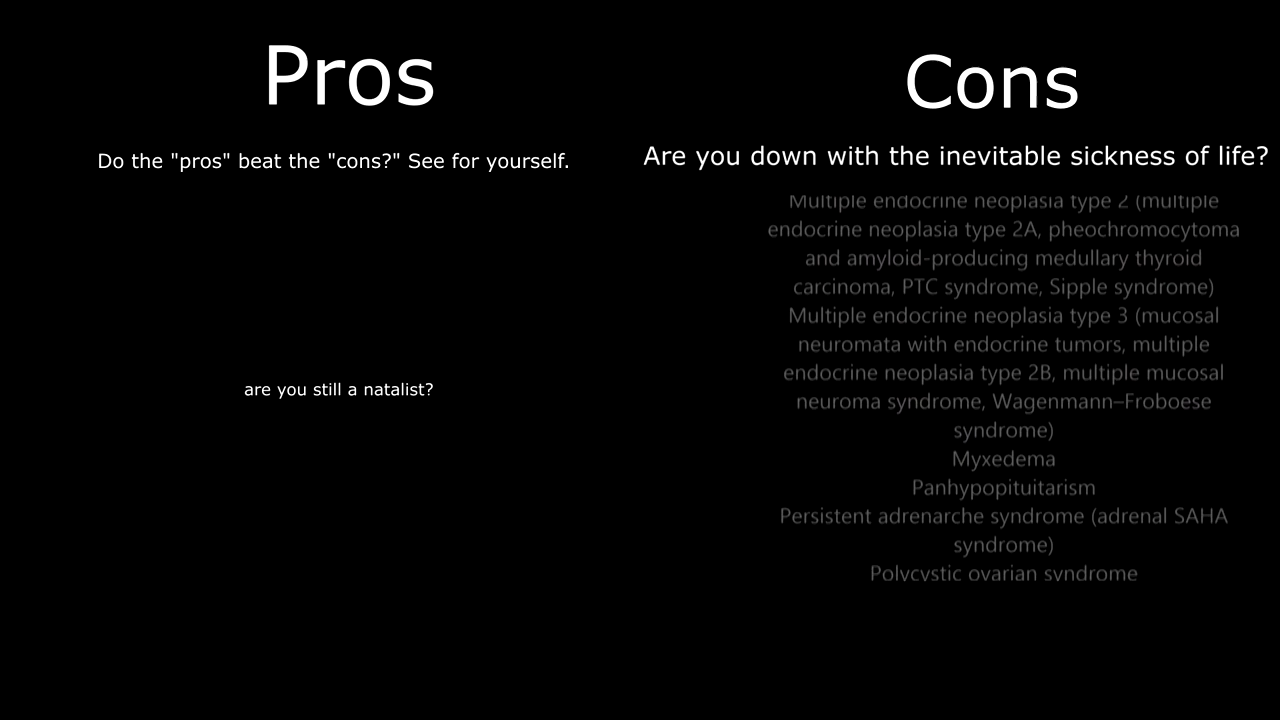 Pros
Do the "pros" beat the "cons?" See for yourself.
are you still a natalist?
Cons
Are you down with the inevitable sickness of life?
Multiple endocrine neoplasia type 2 (multiple
endocrine neoplasia type 2A, pheochromocytoma
and amyloid-producing medullary thyroid
carcinoma, PTC syndrome, Sipple syndrome)
Multiple endocrine neoplasia type 3 (mucosal
neuromata with endocrine tumors, multiple
endocrine neoplasia type 2B, multiple mucosal
neuroma syndrome, Wagenmann–Froboese
syndrome)
Myxedema
Panhypopituitarism
Persistent adrenarche syndrome (adrenal SAHA
syndrome)
Polycystic ovarian syndrome